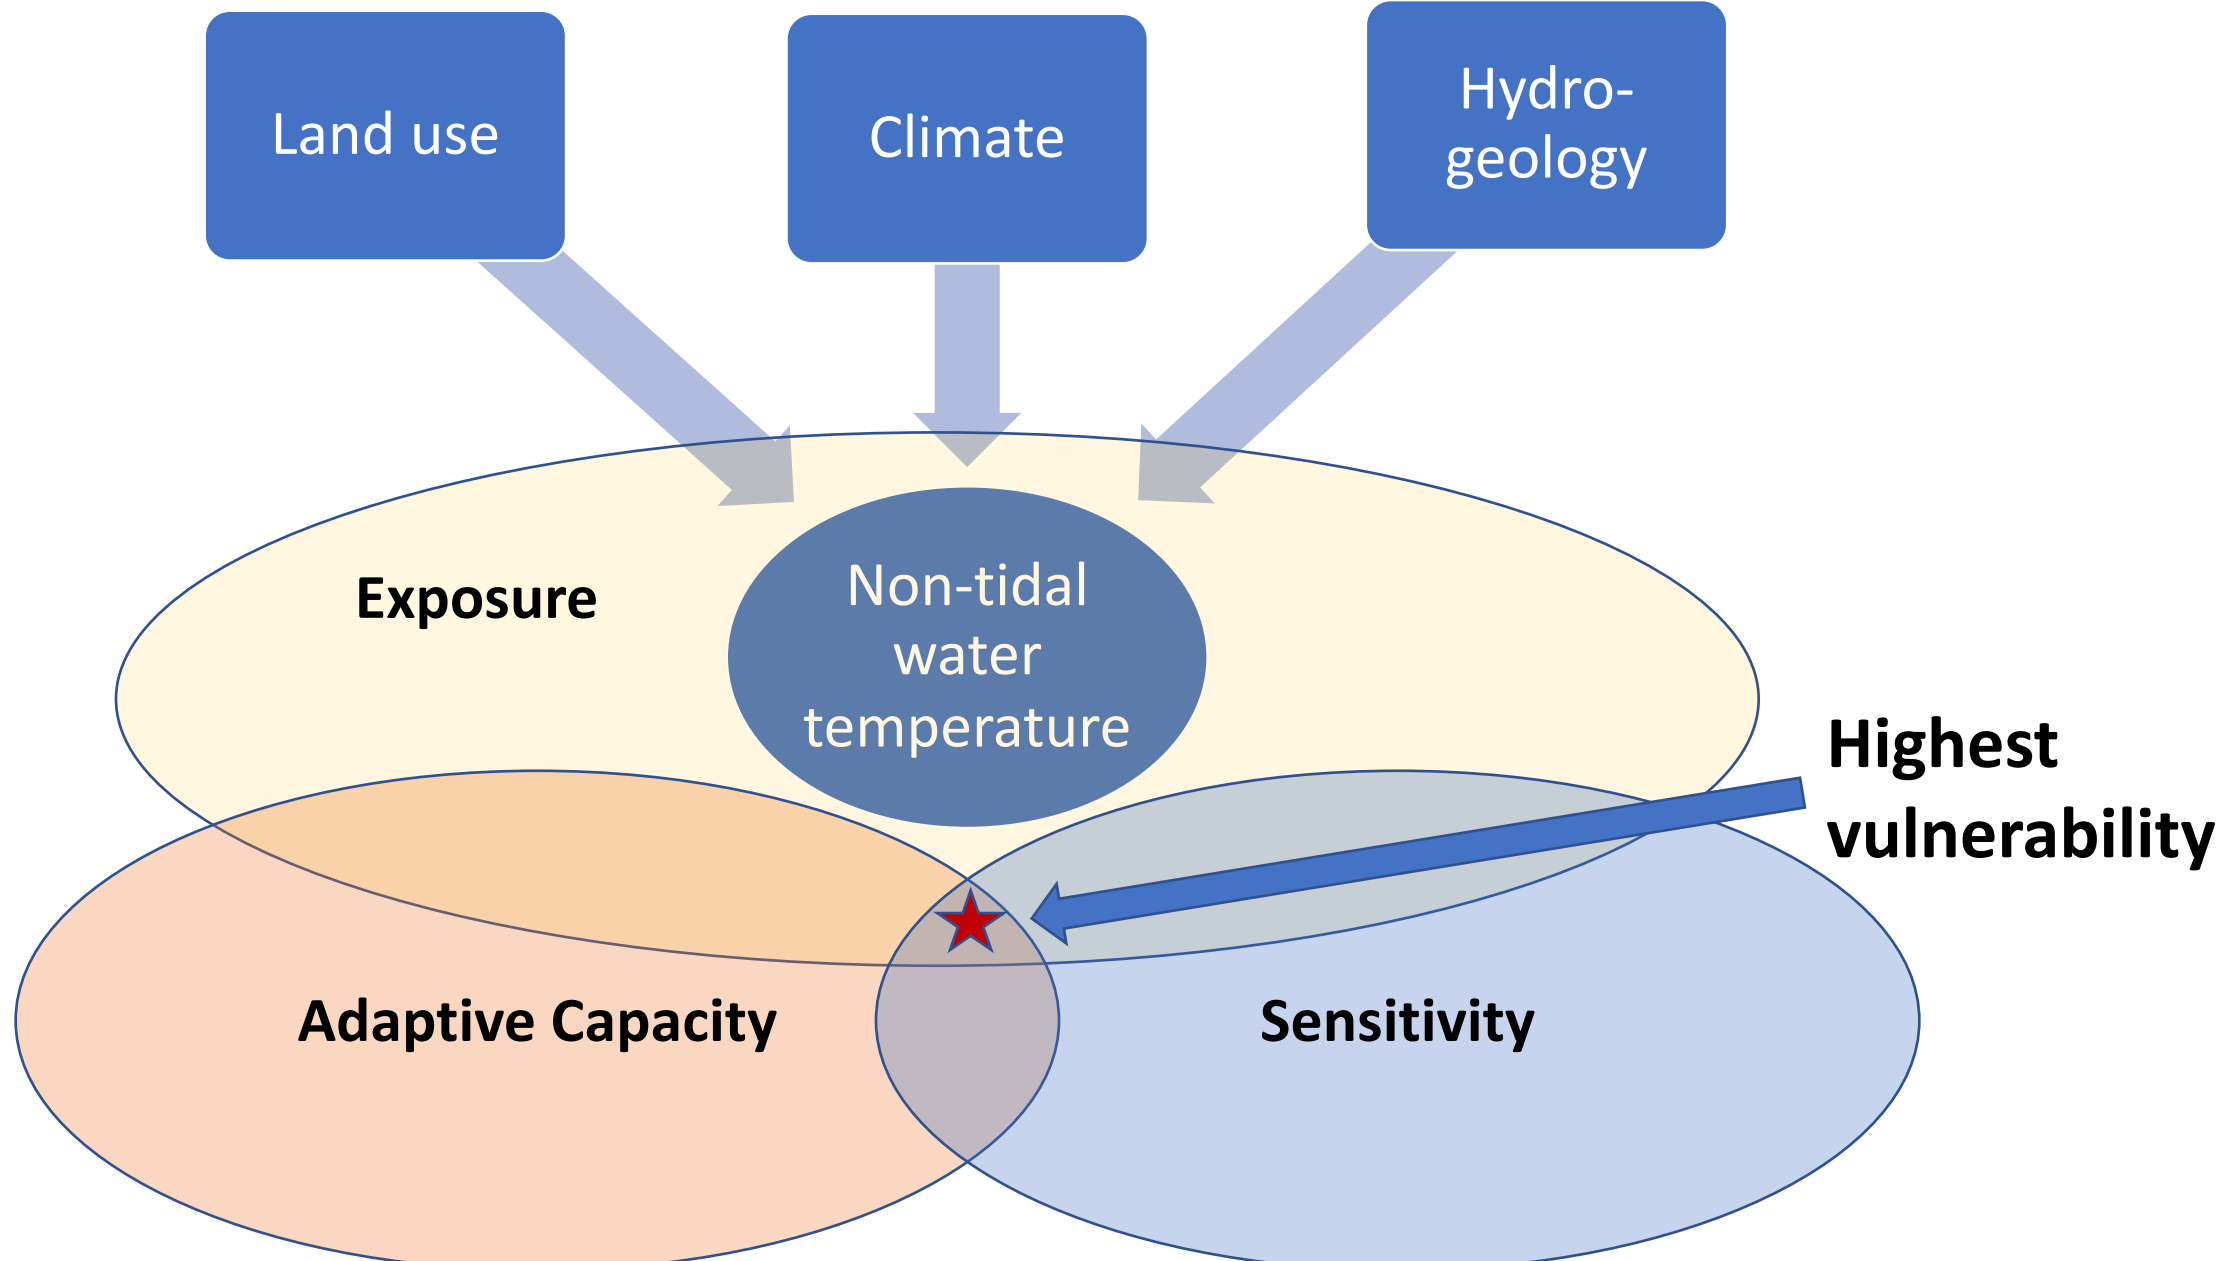 Land use
Climate
Hydro-
geology
Exposure
Non-tidal
water
temperature
Highest
vulnerability
Adaptive Capacity
Sensitivity